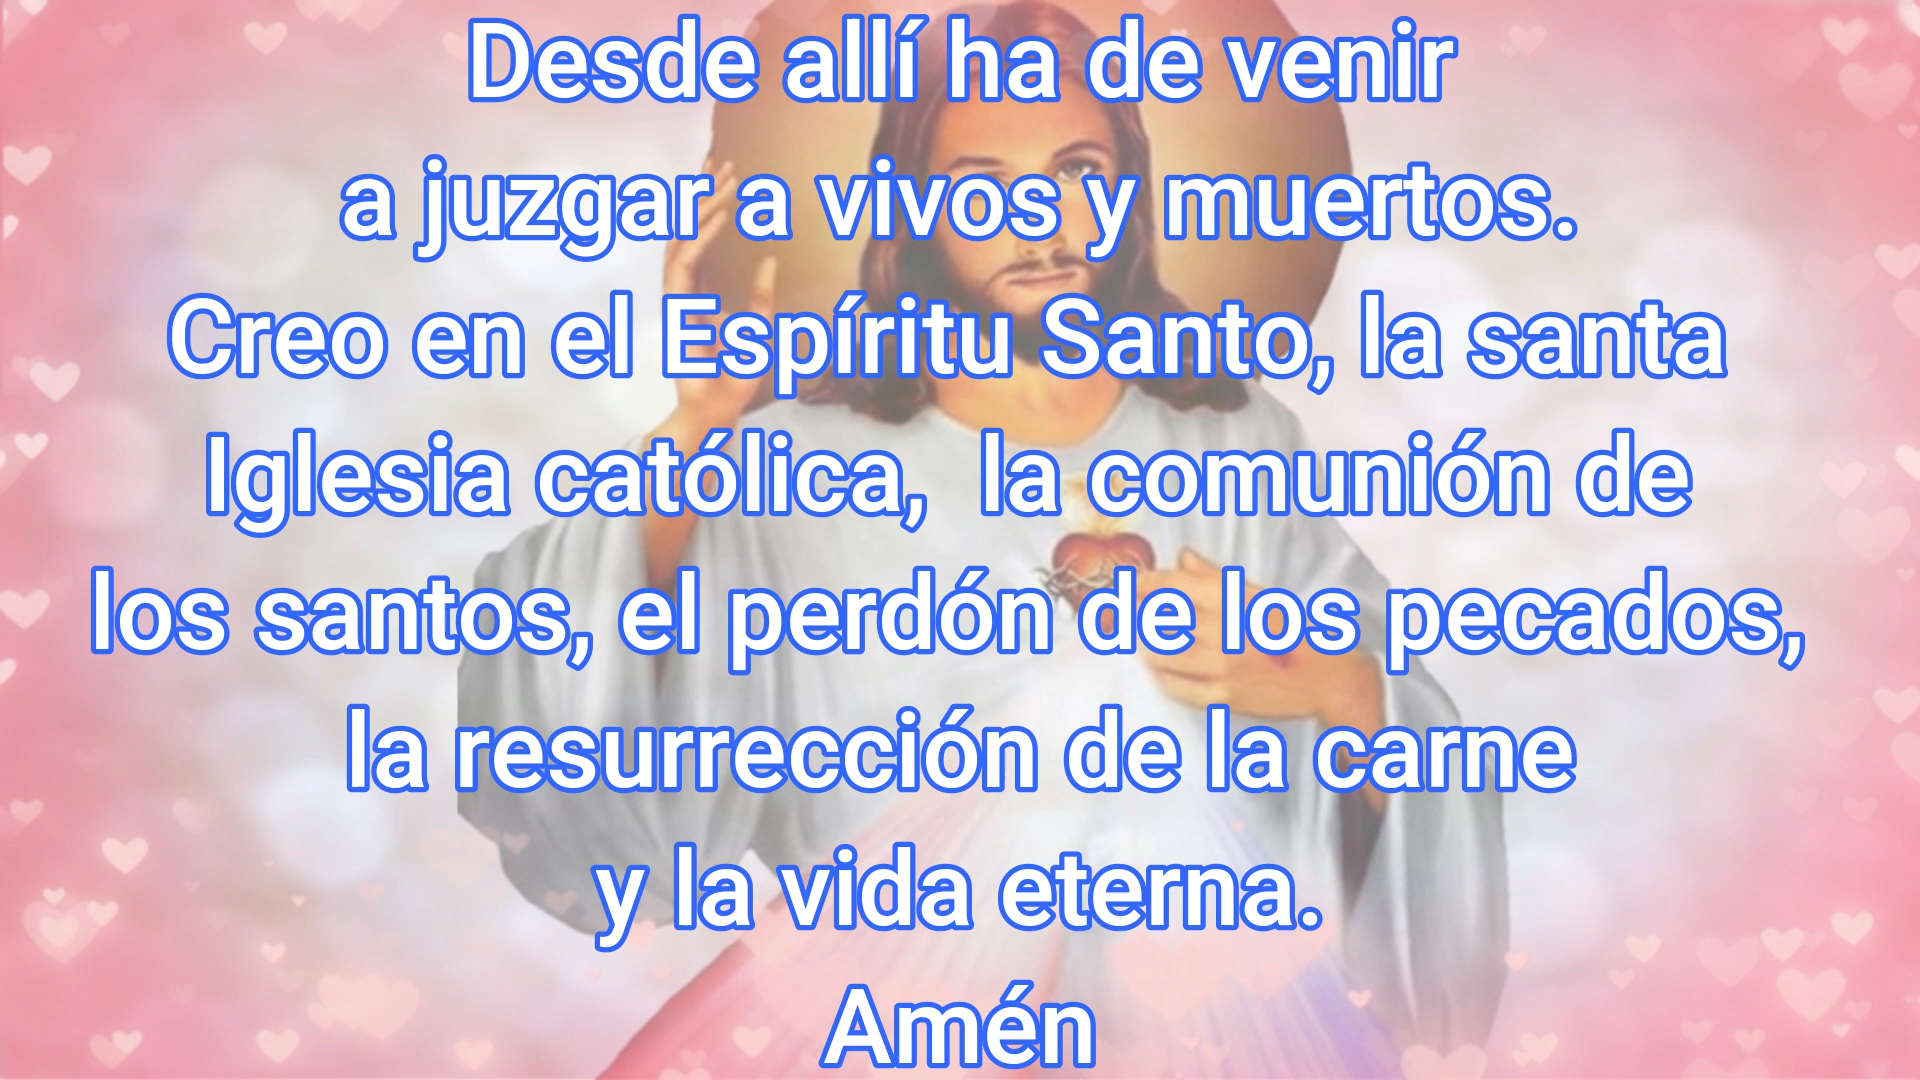 Desde allí ha de venir
a juzgar a vivos y muertos.
Creo en el Espíritu Santo, la santa
Iglesia católica,  la comunión de
los santos, el perdón de los pecados,
la resurrección de la carne
y la vida eterna.
Amén